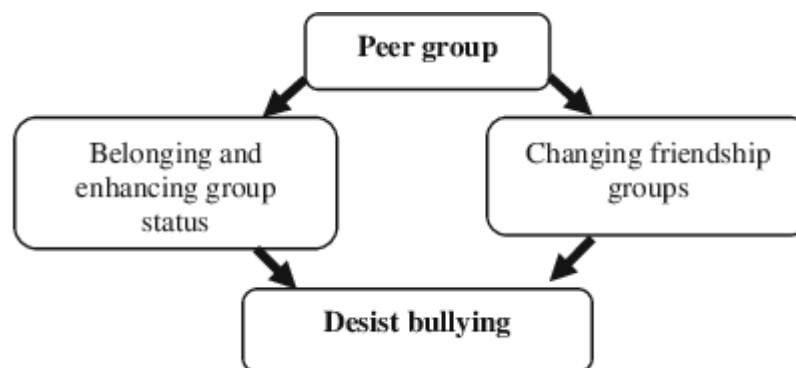 Peer group
Belonging and
enhancing group
status
Changing friendship
groups
Desist bullying